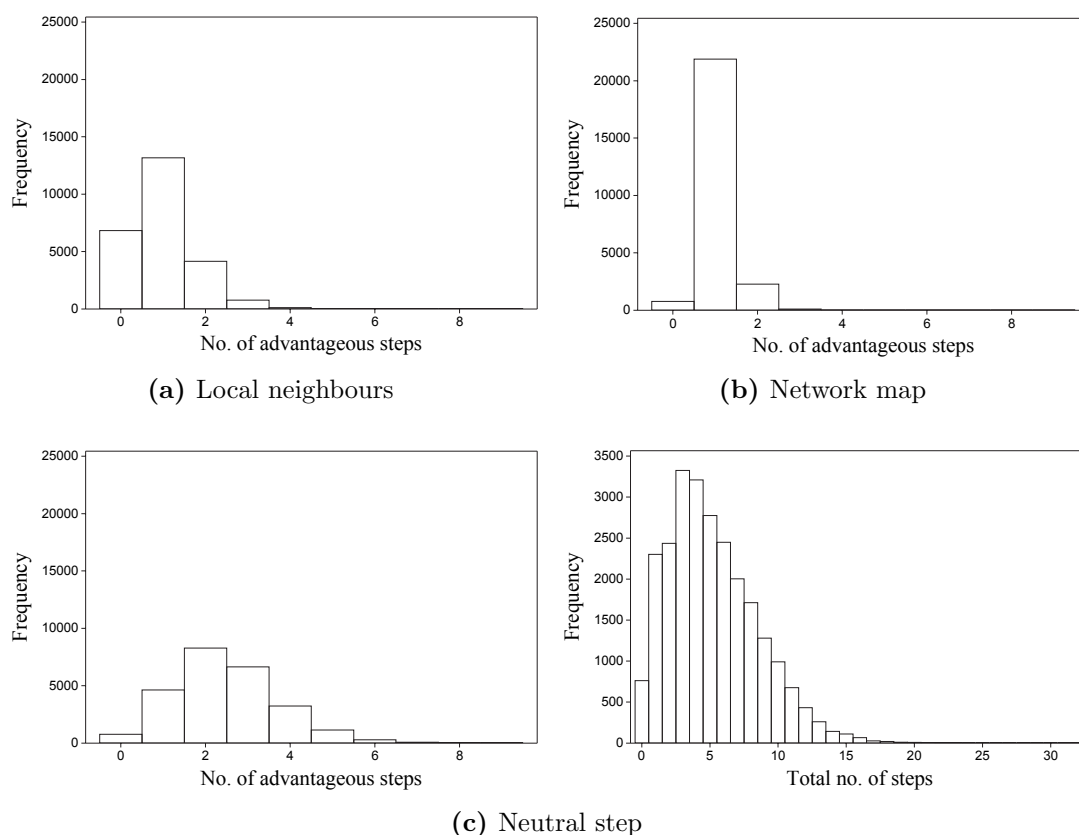 25000
20000
15000
10000
5000
0
Frequency
0 2 4 6 8
No. of advantageous steps
(a) Local neighbours
25000
20000
15000
10000
5000
0
Frequency
0 2 4 6 8
No. of advantageous steps
(b) Network map
25000
20000
15000
10000
5000
0
Frequency
0 2 4 6 8
No. of advantageous steps
3500
3000
2500
2000
1500
1000
500
0
Frequency
0 5 10 15 20 25 30
Total no. of steps
(c) Neutral step